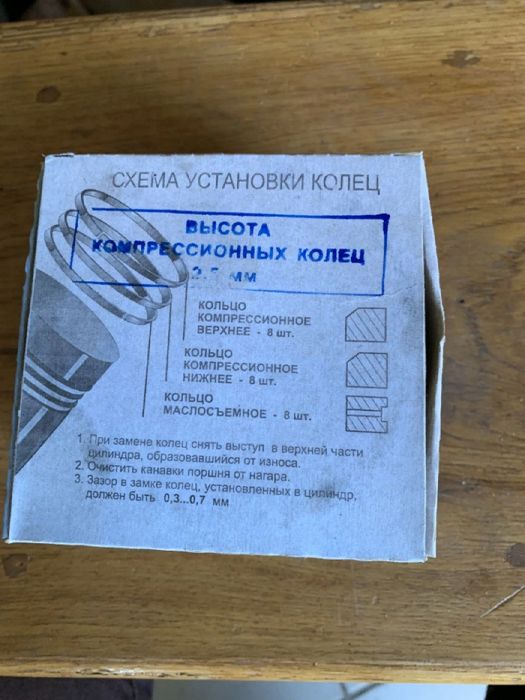 СХЕМА УСТАНОВКИ КОЛЕЦ
ВЫСОТА
КОМПРЕССИОННЫХ КОЛЕЦ
мм
КОЛЬЦО
КОМПРЕССИОННОЕ
ВЕРХНЕЕ - 8 шт.
КОЛЬЦО
КОМПРЕССИОННОЕ
НИЖНЕЕ - 8 шт.
КОЛЬЦО
МАСЛОСЪЕМНОЕ - 8 шт.
1. При замене колец снять выступ в верхней части
цилиндра, образовавшийся от износа.
2. Очистить канавки поршня от нагара.
3. Зазор в замке колец, установленных в цилиндр,
должен быть 0,3...0,7 мм